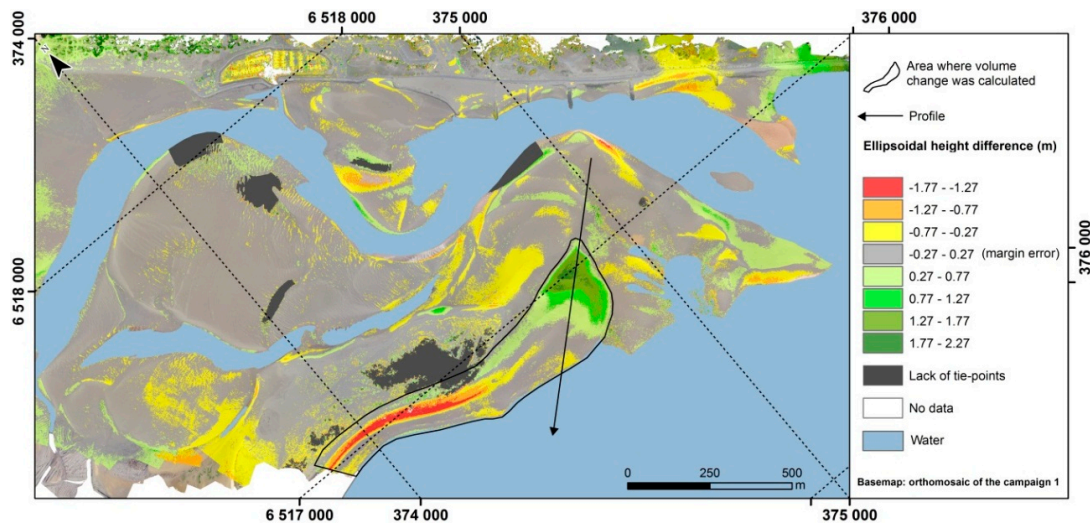 6 518 000
375 000
376 000
374 000
N
Area where volume
change was calculated
Profile
Ellipsoidal height difference (m)
-1.77 - -1.27
-1.27 - -0.77
-0.77 - -0.27
-0.27 - 0.27 (margin error)
0.27 - 0.77
0.77 - 1.27
1.27 - 1.77
1.77 - 2.27
Lack of tie-points
No data
Water
376 000
6 518 000
0 250 500
m
Basemap: orthomosaic of the campaign 1
6 517 000
374 000
375 000